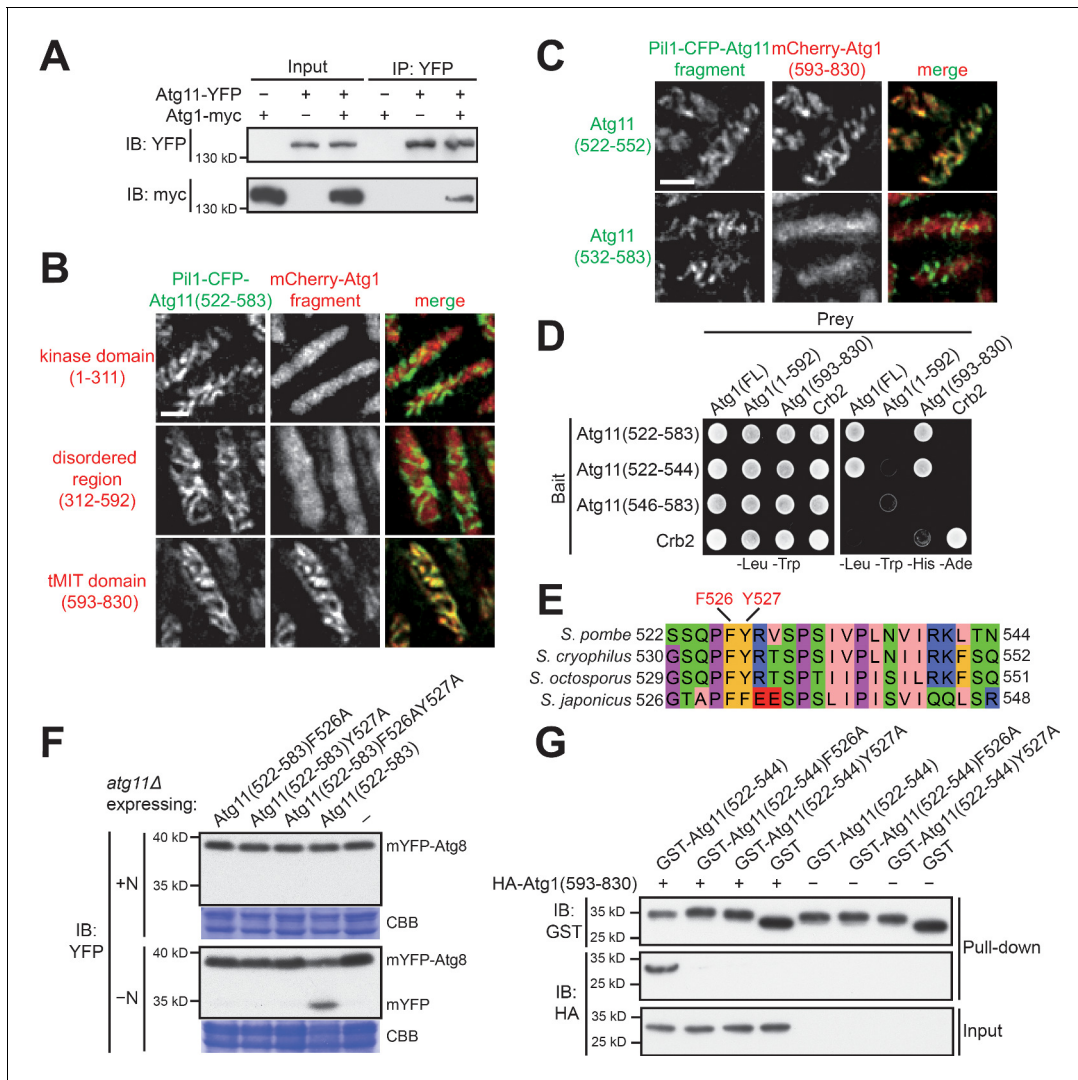 A
Input
IP: YFP
Atg11-YFP − + + − + +
Atg1-myc + − + + − +
IB: YFP
130 kD
IB: myc
130 kD
B
Pil1-CFP-
Atg11(522-583)
mCherry-Atg1
fragment
merge
kinase domain
(1-311)
disordered
region
(312-592)
tMIT domain
(593-830)
C
Pil1-CFP-Atg11
fragment
mCherry-Atg1
(593-830)
merge
Atg11
(522-552)
Atg11
(532-583)
D
Prey
Atg1(FL)
Atg1(1-592)
Atg1(593-830)
Crb2
Atg1(FL)
Atg1(1-592)
Atg1(593-830)
Crb2
Bait
Atg11(522-583)
Atg11(522-544)
Atg11(546-583)
Crb2
-Leu -Trp
-Leu -Trp -His -Ade
E
F526 Y527
S. pombe 522 SSQPFYRVSPSIVPLNVIRKLTN 544
S. cryophilus 530 GSQPFYRTSPSIVPLNIIRKFSQ 552
S. octosporus 529 GSQPFYRTSPTIIPISILRKFSQ 551
S. japonicus 526 GTAPFFEESPSLIPISVIQQLSR 548
F
atg11Δ
expressing:
Atg11(522-583)F526A
Atg11(522-583)Y527A
Atg11(522-583)F526AY527A
Atg11(522-583)
−
IB:
YFP
+N
40 kD
35 kD
mYFP-Atg8
CBB
−N
40 kD
35 kD
mYFP-Atg8
mYFP
CBB
G
GST-Atg11(522-544)
GST-Atg11(522-544)F526A
GST-Atg11(522-544)Y527A
GST
GST-Atg11(522-544)
GST-Atg11(522-544)F526A
GST-Atg11(522-544)Y527A
GST
HA-Atg1(593-830) + + + + − − − −
IB:
GST
35 kD
25 kD
IB:
HA
35 kD
25 kD
35 kD
25 kD
Pull-down
Input